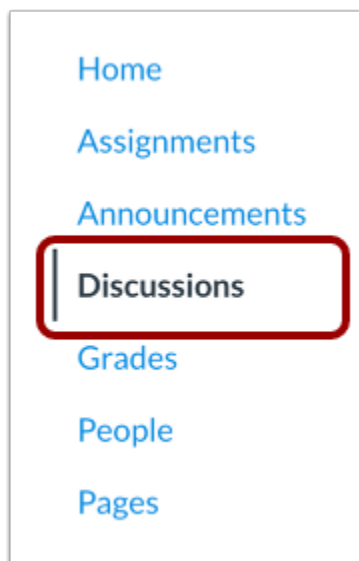 Home
Assignments
Announcements
Discussions
Grades
People
Pages